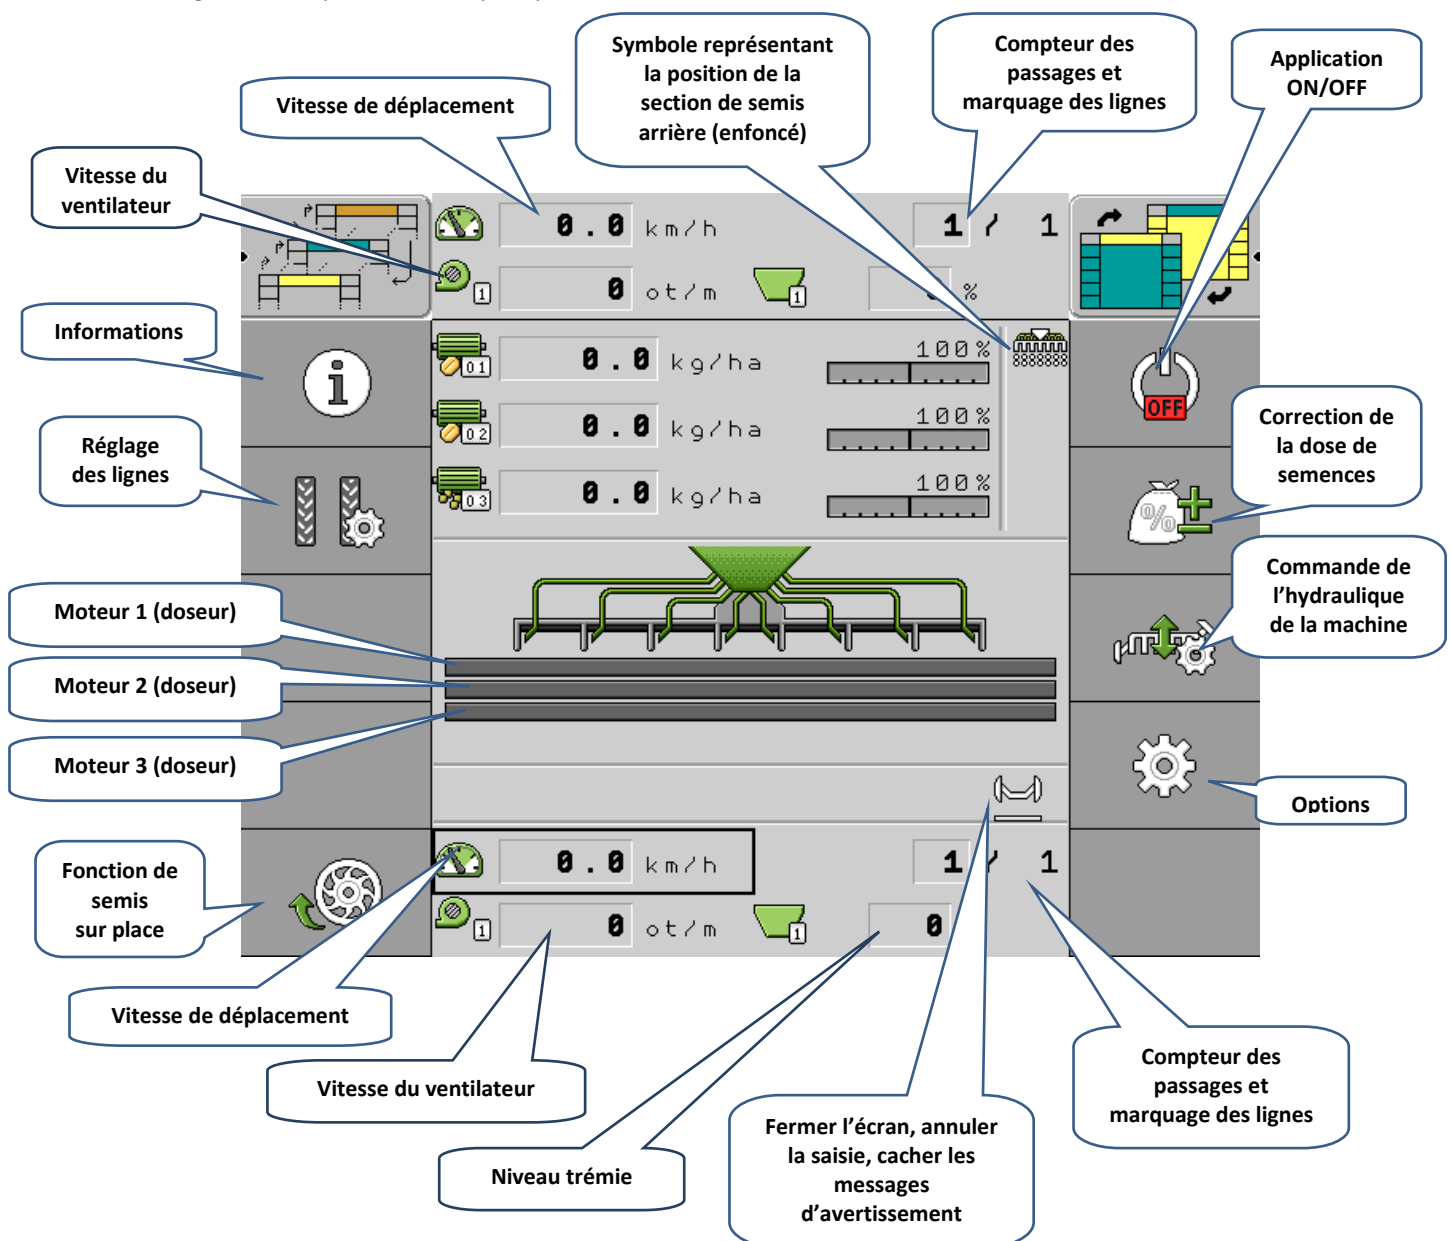 Symbole représentant
la position de la
section de semis
arrière (enfoncé)
Compteur des
passages et
marquage des lignes
Application
ON/OFF
Vitesse de déplacement
Vitesse du
ventilateur
0.0 km/h
1 / 1
1
0 ot/m
1
%
Informations
01
0.0 kg/ha
100%
OFF
02
0.0 kg/ha
100%
Correction de
la dose de
semences
Réglage
des lignes
03
0.0 kg/ha
100%
%
Commande de
l'hydraulique
de la machine
Moteur 1 (doseur)
Moteur 2 (doseur)
Moteur 3 (doseur)
Options
Fonction de
semis
sur place
0.0 km/h
1 / 1
1
0 ot/m
1
0
Vitesse de déplacement
Vitesse du ventilateur
Niveau trémie
Fermer l'écran, annuler
la saisie, cacher les
messages
d'avertissement
Compteur des
passages et
marquage des lignes